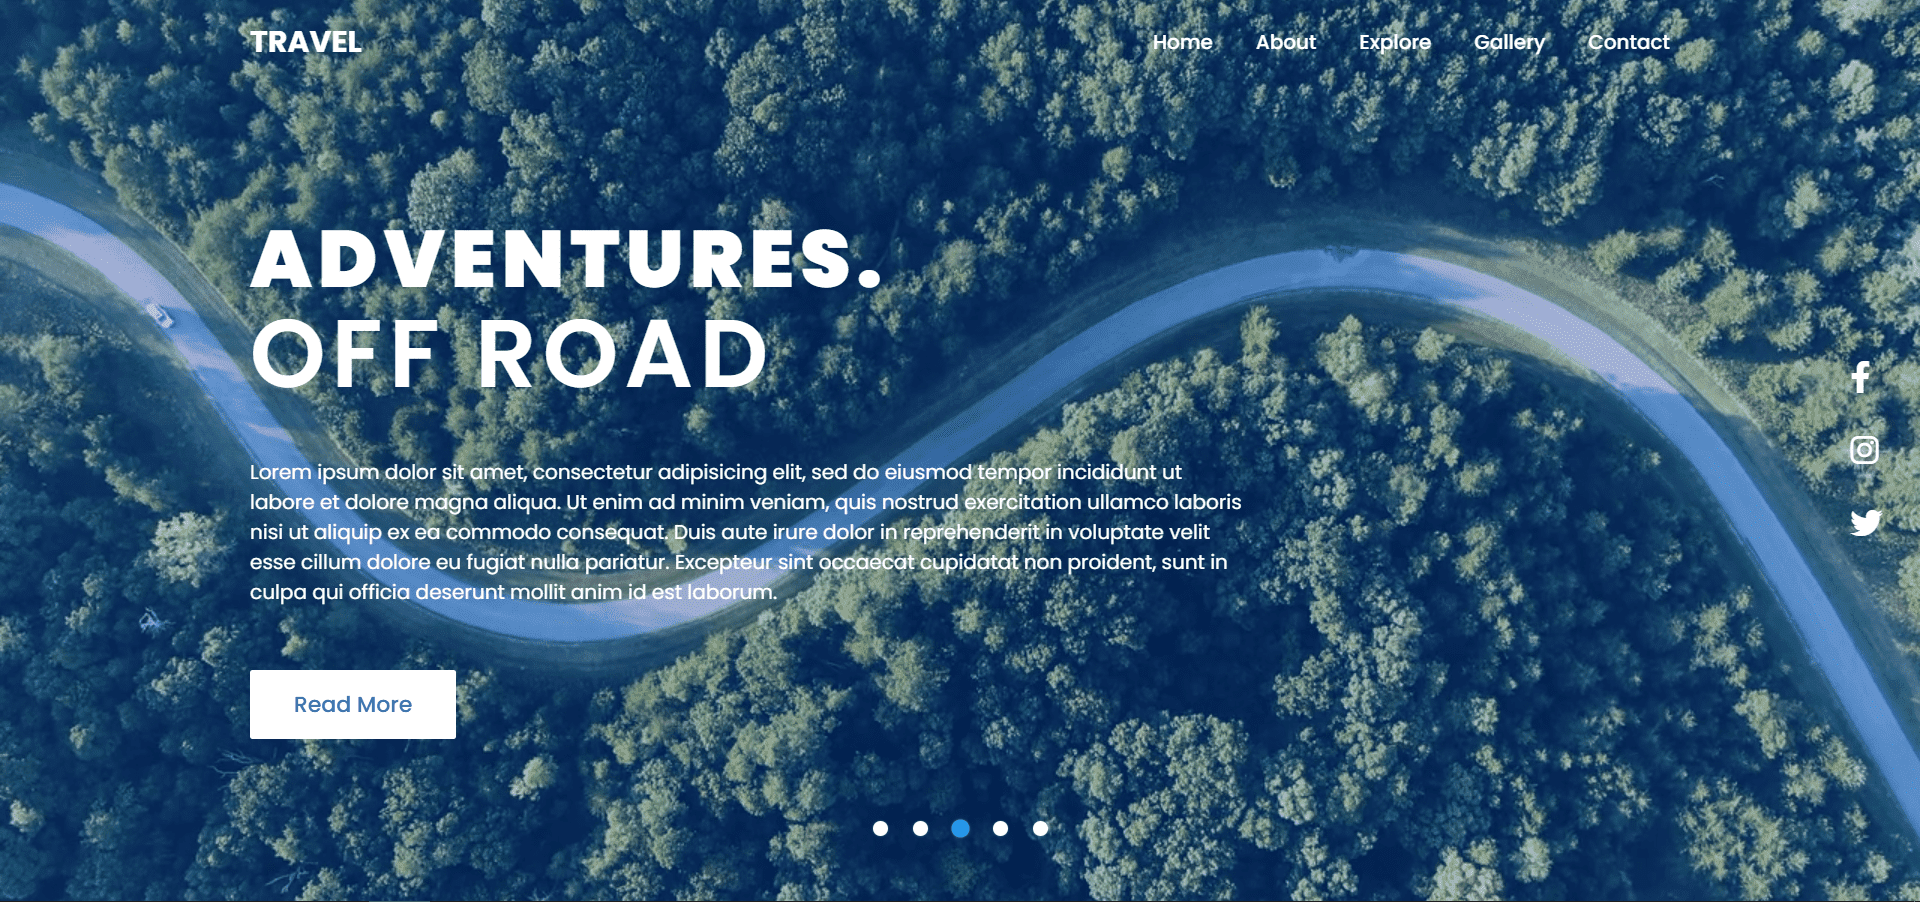 TRAVEL
Home About Explore Gallery Contact
ADVENTURES.
OFF ROAD
Lorem ipsum dolor sit amet, consectetur adipisicing elit, sed do eiusmod tempor incididunt ut
labore et dolore magna aliqua. Ut enim ad minim veniam, quis nostrud exercitation ullamco laboris
nisi ut aliquip ex ea commodo consequat. Duis aute irure dolor in reprehenderit in voluptate velit
esse cillum dolore eu fugiat nulla pariatur. Excepteur sint occaecat cupidatat non proident, sunt in
culpa qui officia deserunt mollit anim id est laborum.
Read More